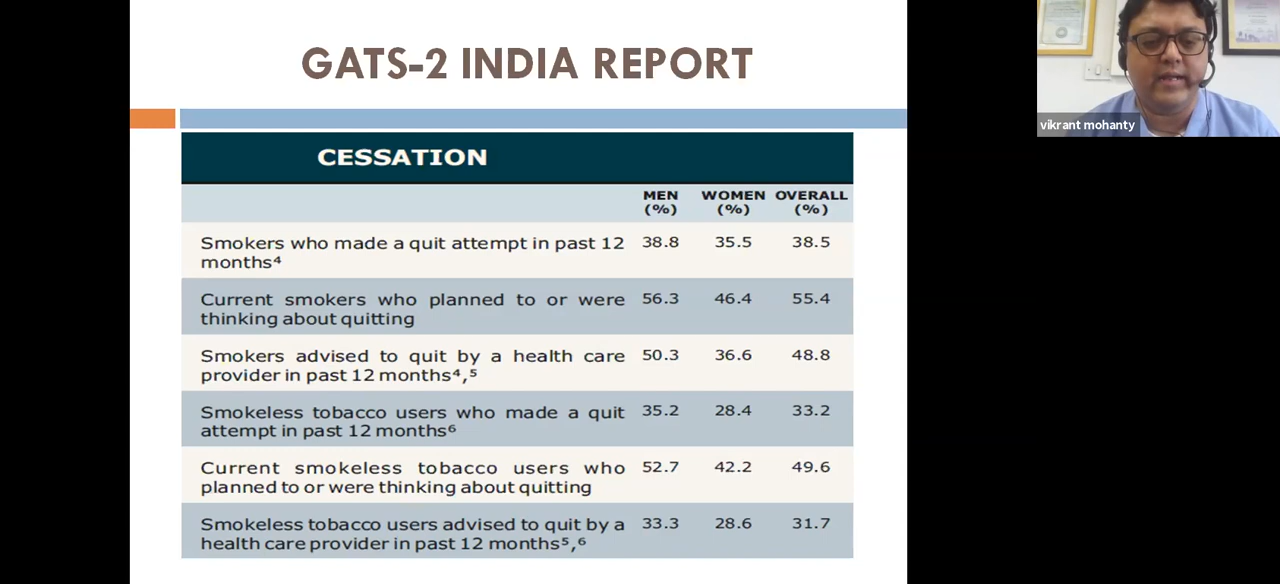 GATS-2 INDIA REPORT
vikrant mohanty
CESSATION
MEN WOMEN OVERALL
(%) (%) (%)
Smokers who made a quit attempt in past 12 38.8 35.5 38.5
months⁴
Current smokers who planned to or were 56.3 46.4 55.4
thinking about quitting
Smokers advised to quit by a health care 50.3 36.6 48.8
provider in past 12 months⁴,⁵
Smokeless tobacco users who made a quit 35.2 28.4 33.2
attempt in past 12 months⁶
Current smokeless tobacco users who 52.7 42.2 49.6
planned to or were thinking about quitting
Smokeless tobacco users advised to quit by a 33.3 28.6 31.7
health care provider in past 12 months⁵,⁶